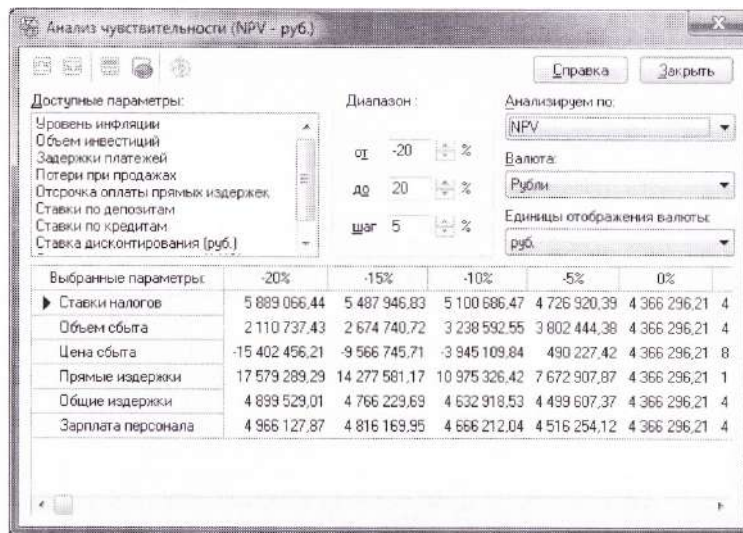 Анализ чувствительности (NPV - руб.)
Справка Закрыть
Доступные параметры:
Уровень инфляции
Объем инвестиций
Задержки платежей
Потери при продажах
Отсрочка оплаты прямых издержек
Ставки по депозитам
Ставки по кредитам
Ставка дисконтирования (руб.)
Диапазон :
от -20 %
до 20 %
шаг 5 %
Анализируем по:
NPV
Валюта:
Рубли
Единицы отображения валюты:
руб.
Выбранные параметры: -20% -15% -10% -5% 0%
Ставки налогов 5 889 066,44 5 487 946,83 5 100 686,47 4 726 920,39 4 366 296,21 4
Объем сбыта 2 110 737,43 2 674 740,72 3 238 592,55 3 802 444,38 4 366 296,21 4
Цена сбыта -15 402 456,21 -9 566 745,71 -3 945 109,84 490 227,42 4 366 296,21 8
Прямые издержки 17 579 289,29 14 277 581,17 10 975 326,42 7 672 907,87 4 366 296,21 1
Общие издержки 4 899 529,01 4 766 229,69 4 632 918,53 4 499 607,37 4 366 296,21 4
Зарплата персонала 4 966 127,87 4 816 169,95 4 666 212,04 4 516 254,12 4 366 296,21 4